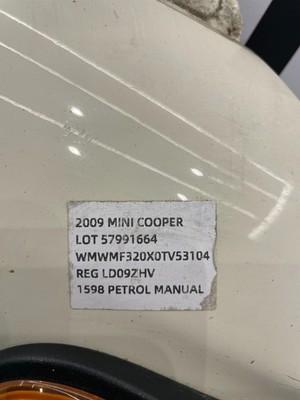 2009 MINI COOPER
LOT 57991664
WMWMF320X0TV53104
REG LD09ZHV
1598 PETROL MANUAL